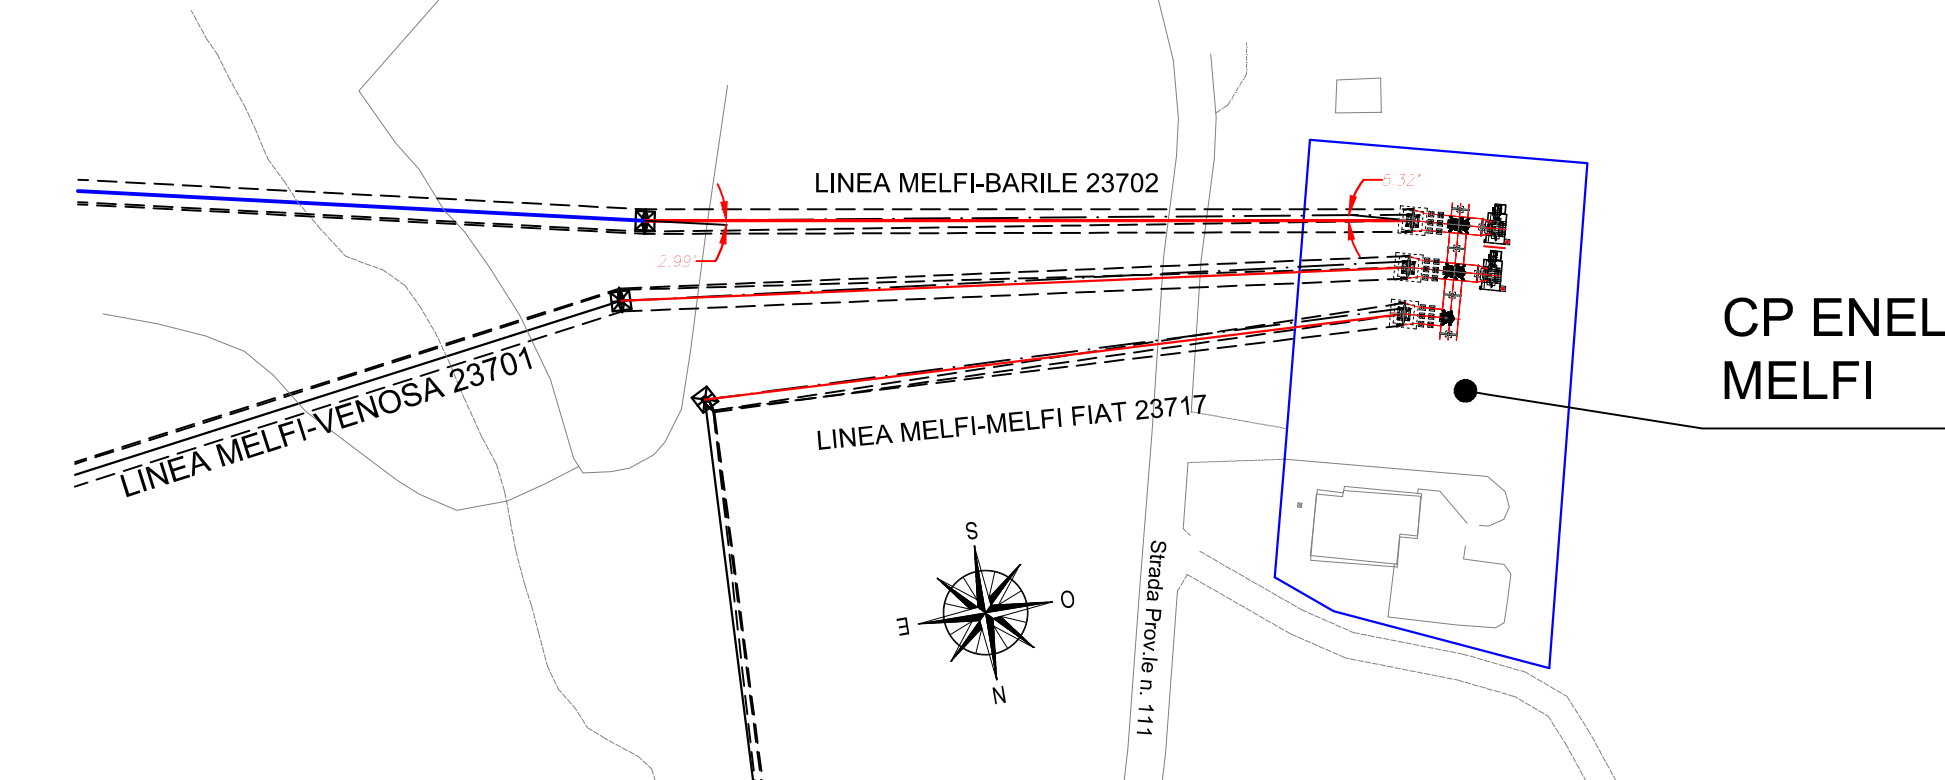 LINEA MELFI-BARILE 23702
6.32°
2.99°
CP ENEL
MELFI
LINEA MELFI-VENOSA 23701
LINEA MELFI-MELFI FIAT 23717
S
O
E
N
Strada Prov.le n. 111